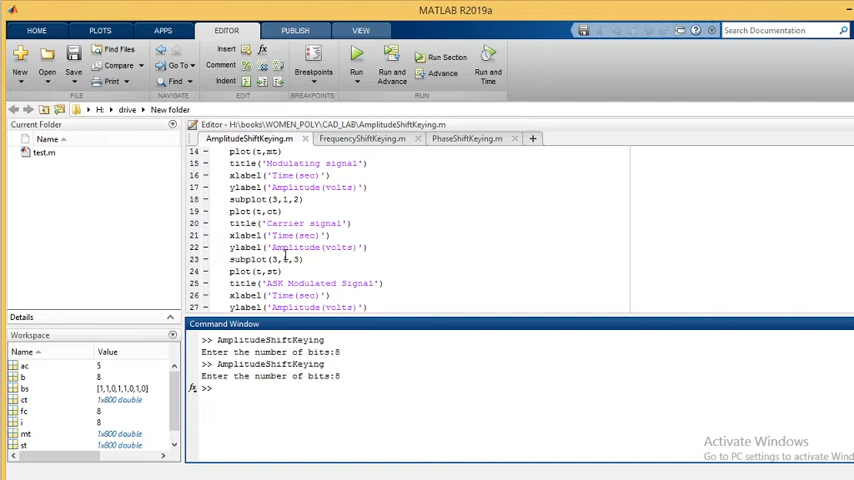 MATLAB R2019a
HOME PLOTS APPS EDITOR PUBLISH VIEW
Search Documentation
New Open Save Find Files Compare Print
Go To Find
Insert Comment Indent
Breakpoints
Run Run and Advance Run Section Advance Run and Time
FILE NAVIGATE EDIT BREAKPOINTS RUN
H: drive New folder
Current Folder
Name
test.m
Details
Workspace
Name Value
ac 5
b 8
bs [1,1,0,1,1,0,1,0]
ct 1x800 double
fc 8
i 8
mt 1x800 double
st 1x800 double
Editor - H:\books\WOMEN_POLY\CAD_LAB\AmplitudeShiftKeying.m
AmplitudeShiftKeying.m FrequencyShiftKeying.m PhaseShiftKeying.m
14 plot(t,mt)
15 title('Modulating signal')
16 xlabel('Time(sec)')
17 ylabel('Amplitude(volts)')
18 subplot(3,1,2)
19 plot(t,ct)
20 title('Carrier signal')
21 xlabel('Time(sec)')
22 ylabel('Amplitude(volts)')
23 subplot(3,1,3)
24 plot(t,st)
25 title('ASK Modulated Signal')
26 xlabel('Time(sec)')
27 ylabel('Amplitude(volts)')
Command Window
>> AmplitudeShiftKeying
Enter the number of bits:8
>> AmplitudeShiftKeying
Enter the number of bits:8
fx >>
Activate Windows
Go to PC settings to activate Wind